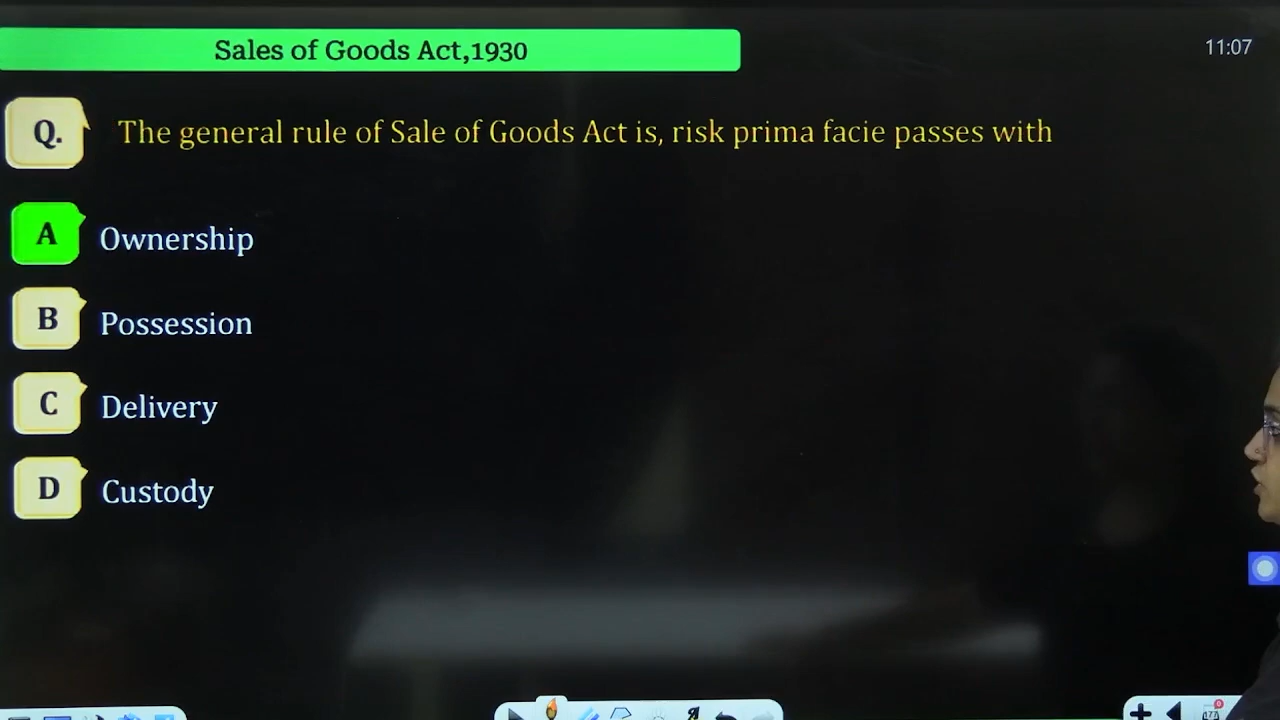 Sales of Goods Act,1930
11:07
Q. The general rule of Sale of Goods Act is, risk prima facie passes with
A Ownership
B Possession
C Delivery
D Custody